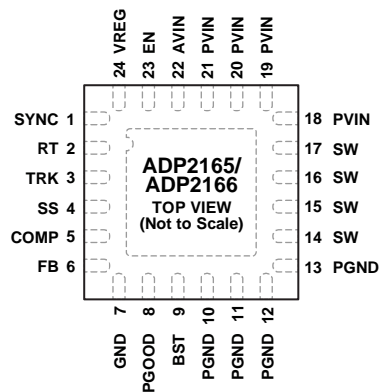 24 VREG
23 EN
22 AVIN
21 PVIN
20 PVIN
19 PVIN
SYNC 1
RT 2
TRK 3
SS 4
COMP 5
FB 6
ADP2165/
ADP2166
TOP VIEW
(Not to Scale)
18 PVIN
17 SW
16 SW
15 SW
14 SW
13 PGND
GND 7
PGOOD 8
BST 9
PGND 10
PGND 11
PGND 12